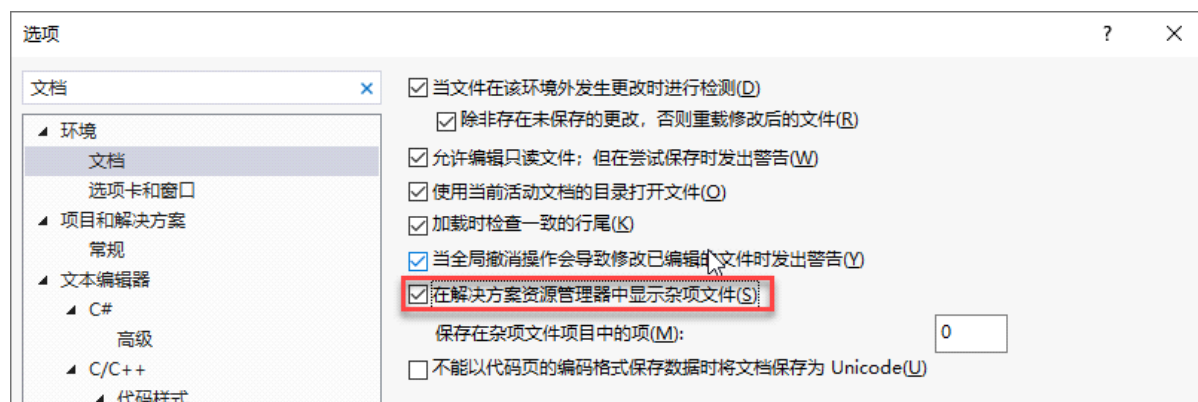 选项
文档
环境
文档
选项卡和窗口
项目和解决方案
常规
文本编辑器
C#
高级
C/C++
代码样式
当文件在该环境外发生更改时进行检测(D)
除非存在未保存的更改，否则重载修改后的文件(R)
允许编辑只读文件；但在尝试保存时发出警告(W)
使用当前活动文档的目录打开文件(O)
加载时检查一致的行尾(K)
当全局撤消操作会导致修改已编辑的文件时发出警告(Y)
在解决方案资源管理器中显示杂项文件(S)
保存在杂项文件项目中的项(M): 0
不能以代码页的编码格式保存数据时将文档保存为 Unicode(U)